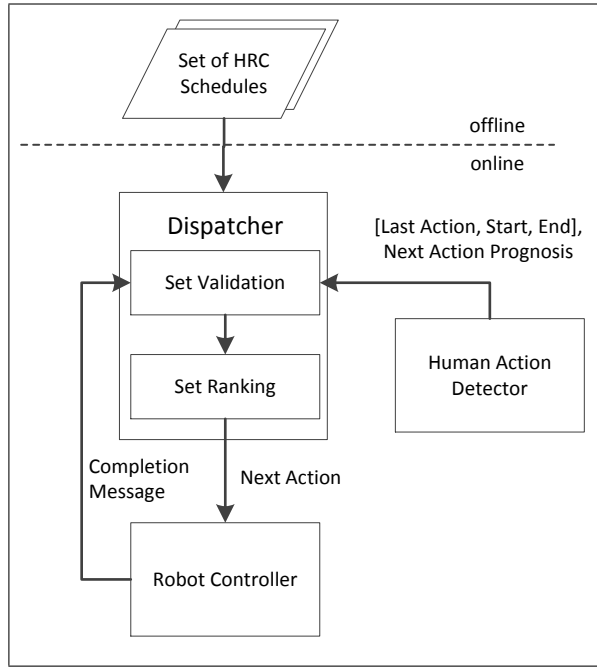 Set of HRC
Schedules
offline
online
Dispatcher
[Last Action, Start, End],
Next Action Prognosis
Set Validation
Human Action
Detector
Set Ranking
Completion
Message
Next Action
Robot Controller